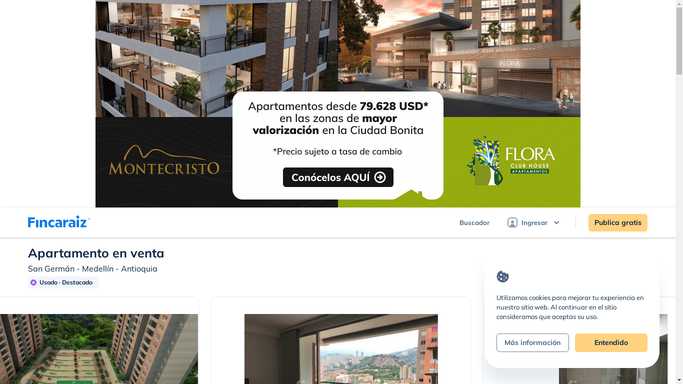 FLORA
Apartamentos desde 79.628 USD*
en las zonas de mayor
valorización en la Ciudad Bonita
*Precio sujeto a tasa de cambio
Conócelos AQUÍ
MONTECRISTO
FLORA
CLUB HOUSE
APARTAMENTOS
Fincaraiz
Buscador
Ingresar
Publica gratis
Apartamento en venta
San Germán - Medellín - Antioquia
Usado · Destacado
Utilizamos cookies para mejorar tu experiencia en
nuestro sitio web. Al continuar en el sitio
consideramos que aceptas su uso.
Más información
Entendido